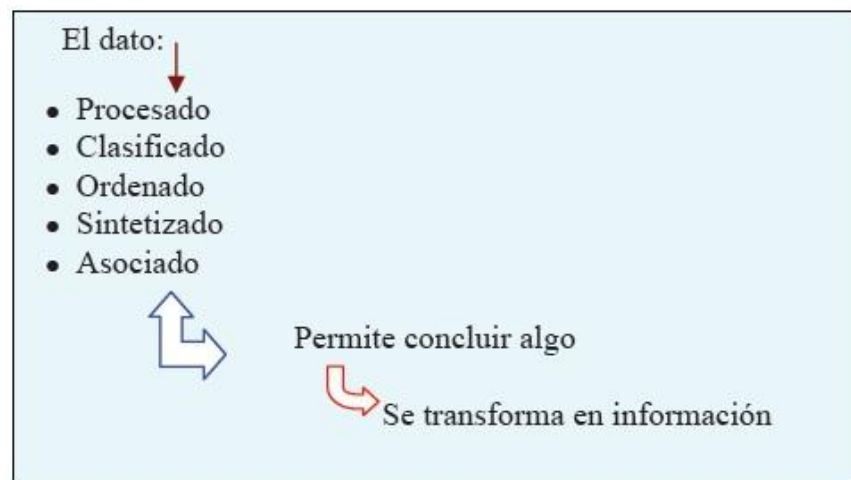 El dato:
• Procesado
• Clasificado
• Ordenado
• Sintetizado
• Asociado
Permite concluir algo
Se transforma en información